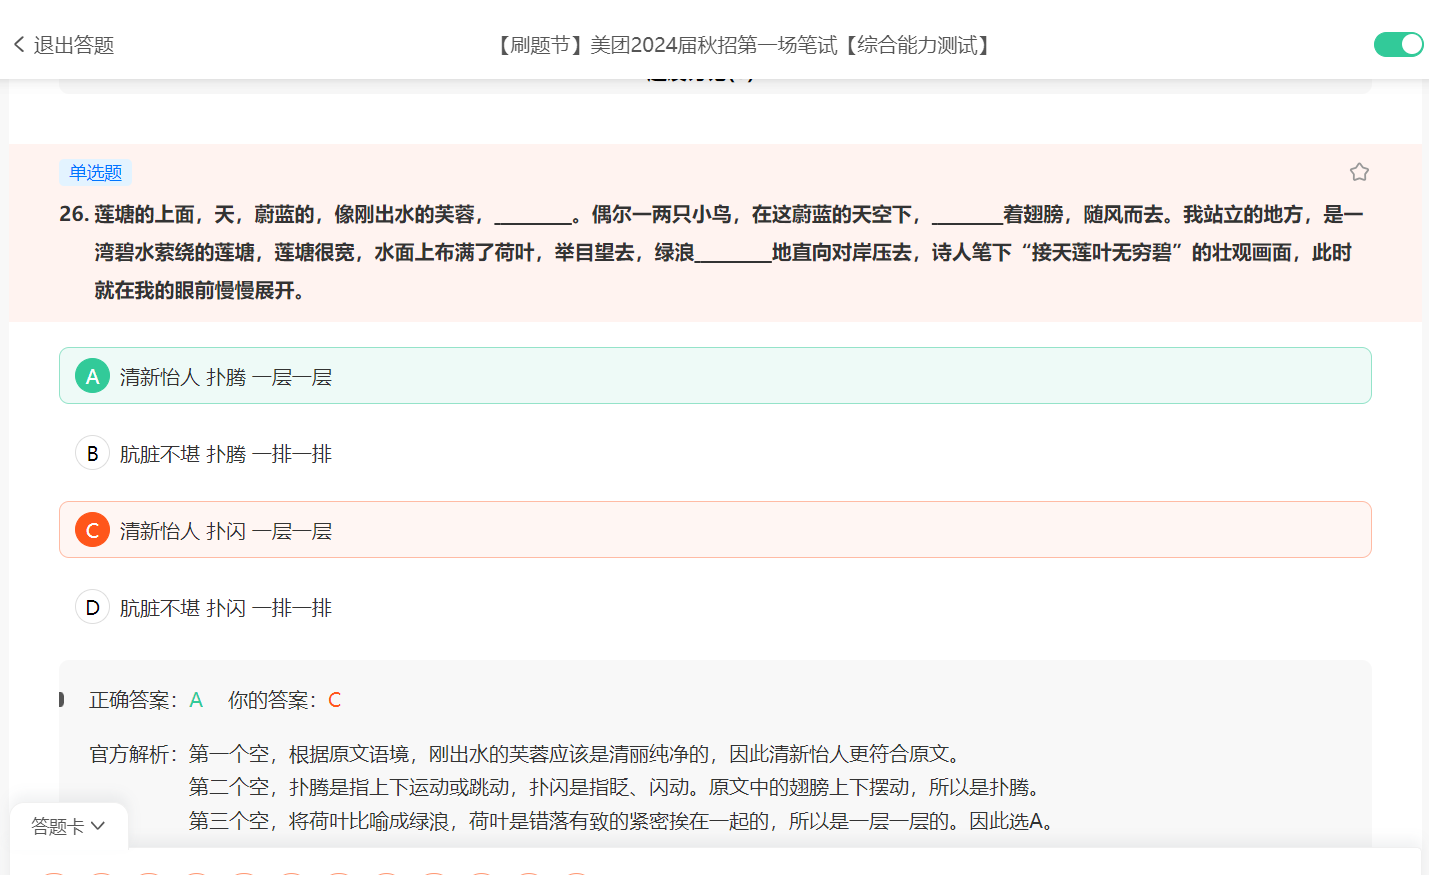 退出答题
【刷题节】美团2024届秋招第一场笔试【综合能力测试】
单选题
26. 莲塘的上面，天，蔚蓝的，像刚出水的芙蓉，________。偶尔一两只小鸟，在这蔚蓝的天空下，_______着翅膀，随风而去。我站立的地方，是一
湾碧水萦绕的莲塘，莲塘很宽，水面上布满了荷叶，举目望去，绿浪________地直向对岸压去，诗人笔下“接天莲叶无穷碧”的壮观画面，此时
就在我的眼前慢慢展开。
A 清新怡人 扑腾 一层一层
B 肮脏不堪 扑腾 一排一排
C 清新怡人 扑闪 一层一层
D 肮脏不堪 扑闪 一排一排
正确答案：A 你的答案：C
官方解析：第一个空，根据原文语境，刚出水的芙蓉应该是清丽纯净的，因此清新怡人更符合原文。
第二个空，扑腾是指上下运动或跳动，扑闪是指眨、闪动。原文中的翅膀上下摆动，所以是扑腾。
第三个空，将荷叶比喻成绿浪，荷叶是错落有致的紧密挨在一起的，所以是一层一层的。因此选A。
答题卡